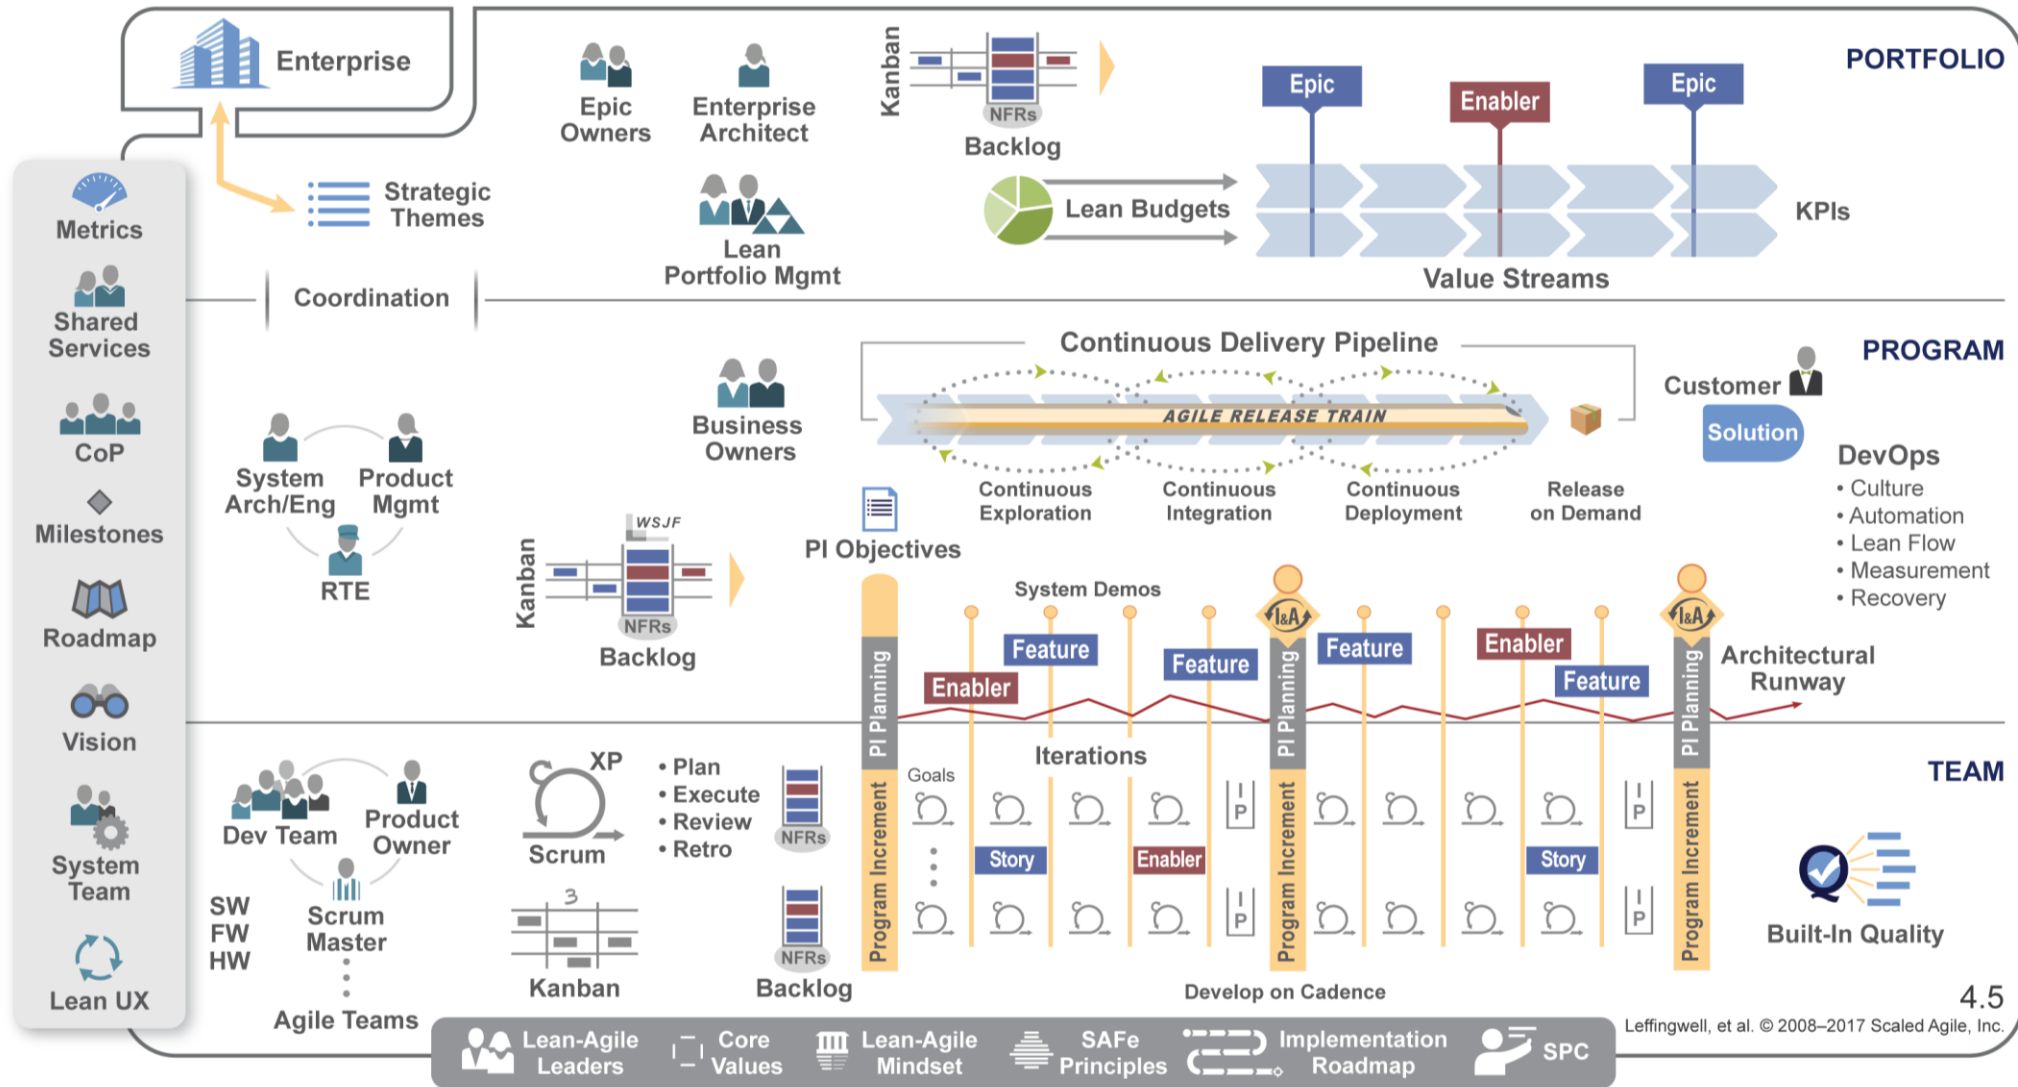 Enterprise
PORTFOLIO
Epic
Owners
Enterprise
Architect
Kanban
NFRs
Backlog
Epic
Enabler
Epic
Strategic
Themes
Lean
Portfolio Mgmt
Lean Budgets
KPIs
Value Streams
Coordination
Metrics
Shared
Services
CoP
Milestones
Roadmap
Vision
System
Team
Lean UX
PROGRAM
Business
Owners
Continuous Delivery Pipeline
AGILE RELEASE TRAIN
Continuous
Exploration
Continuous
Integration
Continuous
Deployment
Release
on Demand
Customer
Solution
DevOps
• Culture
• Automation
• Lean Flow
• Measurement
• Recovery
System
Arch/Eng
Product
Mgmt
RTE
Kanban
WSJF
NFRs
Backlog
PI Objectives
System Demos
I&A
I&A
Enabler
Feature
Feature
Feature
Enabler
Feature
Architectural
Runway
PI Planning
PI Planning
PI Planning
TEAM
Dev Team
Product
Owner
Scrum
Master
SW
FW
HW
Agile Teams
XP
Scrum
• Plan
• Execute
• Review
• Retro
3
Kanban
NFRs
NFRs
Backlog
Program Increment
Program Increment
Program Increment
Iterations
Goals
I
P
I
P
Story
Enabler
Story
I
P
I
P
Develop on Cadence
Built-In Quality
4.5
Leffingwell, et al. © 2008–2017 Scaled Agile, Inc.
Lean-Agile
Leaders
Core
Values
Lean-Agile
Mindset
SAFe
Principles
Implementation
Roadmap
SPC